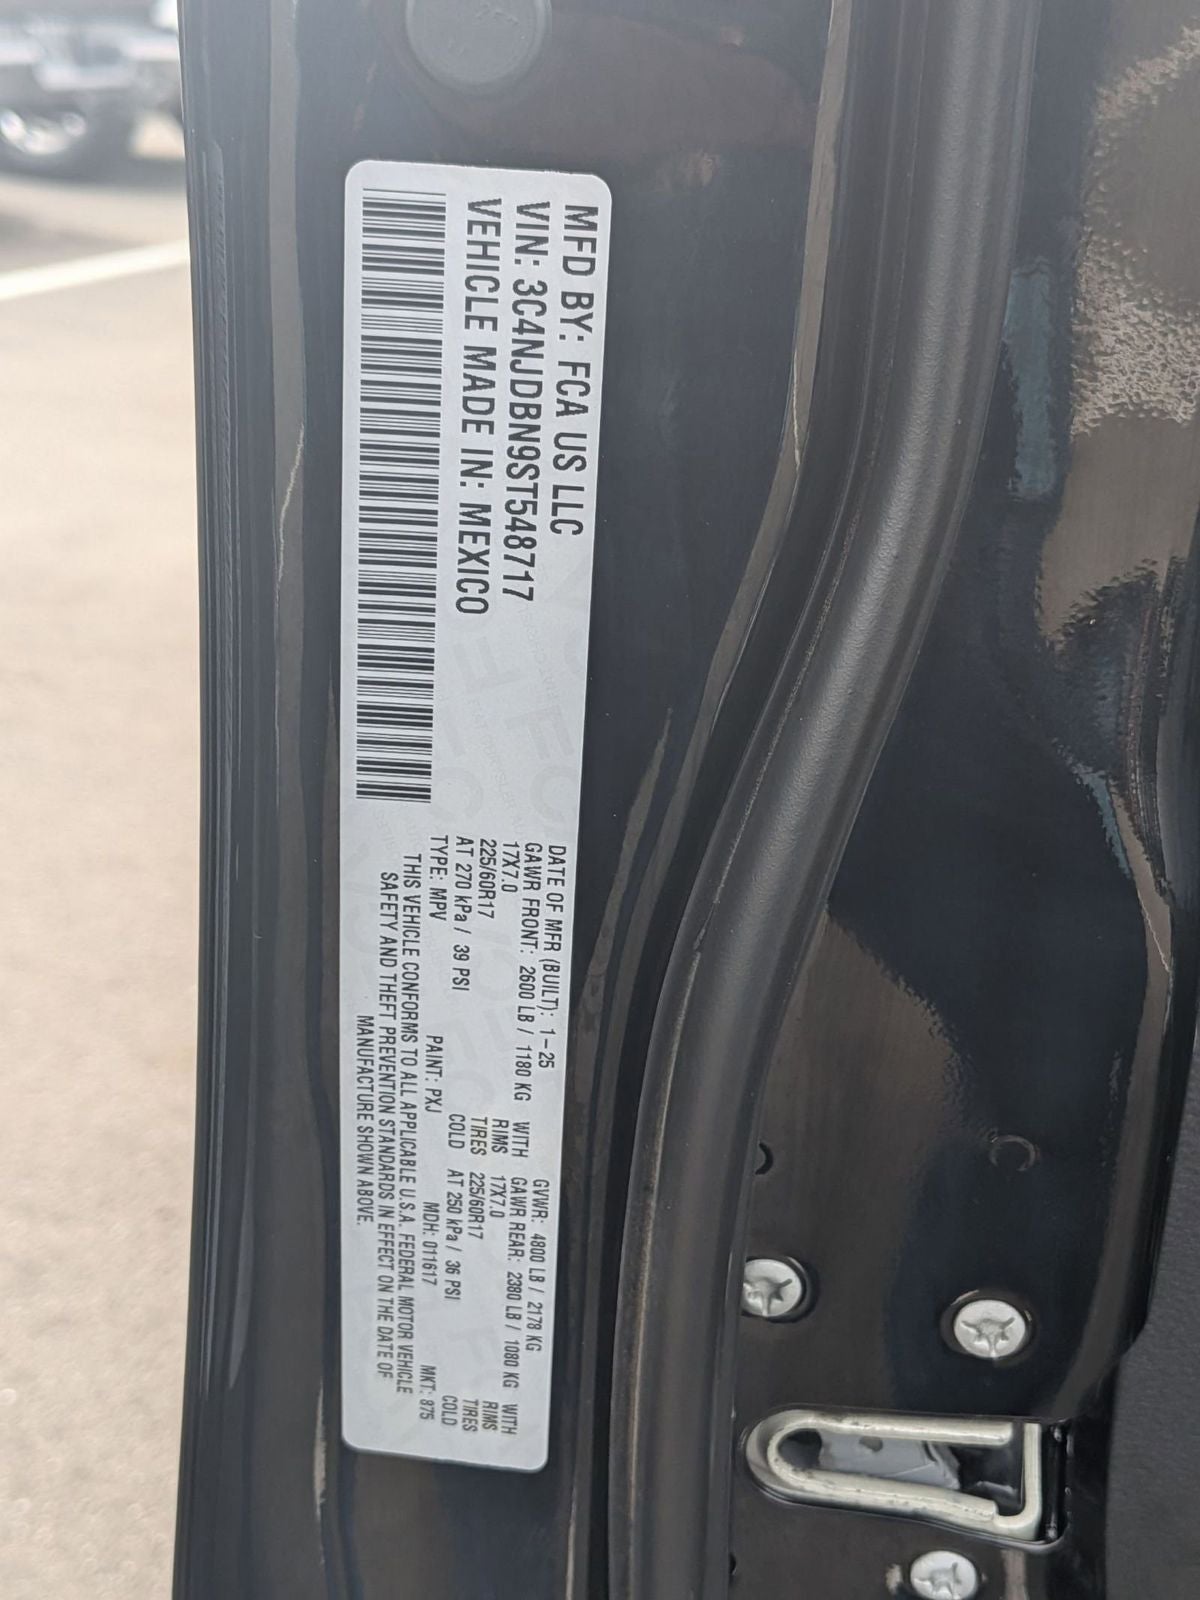 MFD BY: FCA US LLC
VIN: 3C4NJDBN9ST548717
VEHICLE MADE IN: MEXICO
DATE OF MFR (BUILT): 1-25 GVWR: 4800 LB / 2178 KG
GAWR FRONT: 2600 LB / 1180 KG WITH GAWR REAR: 2380 LB / 1080 KG WITH
17X7.0 RIMS 17X7.0 RIMS
225/60R17 TIRES 225/60R17 TIRES
AT 270 kPa / 39 PSI COLD AT 250 kPa / 36 PSI COLD
TYPE: MPV PAINT: PXJ MDH: 011617 MKT: 875
THIS VEHICLE CONFORMS TO ALL APPLICABLE U.S.A. FEDERAL MOTOR VEHICLE
SAFETY AND THEFT PREVENTION STANDARDS IN EFFECT ON THE DATE OF
MANUFACTURE SHOWN ABOVE.